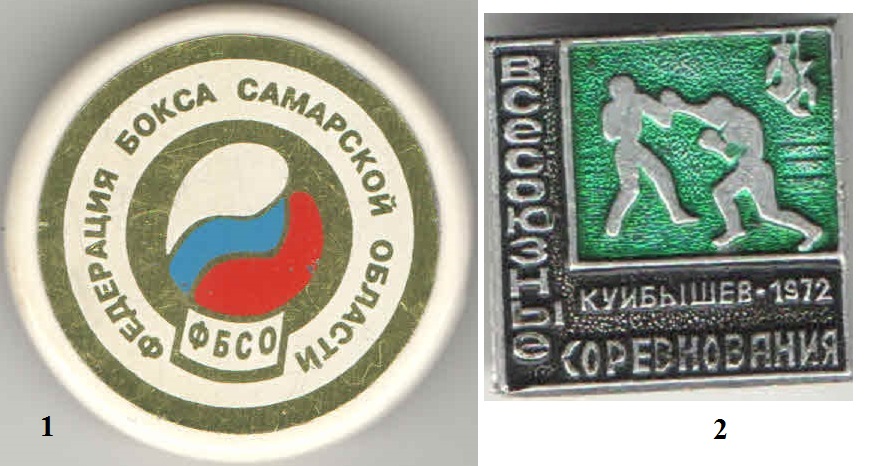 ФЕДЕРАЦИЯ БОКСА САМАРСКОЙ ОБЛАСТИ
ФБСО
1
ВСЕСОЮЗНЫЕ
КУЙБЫШЕВ-1972
СОРЕВНОВАНИЯ
2